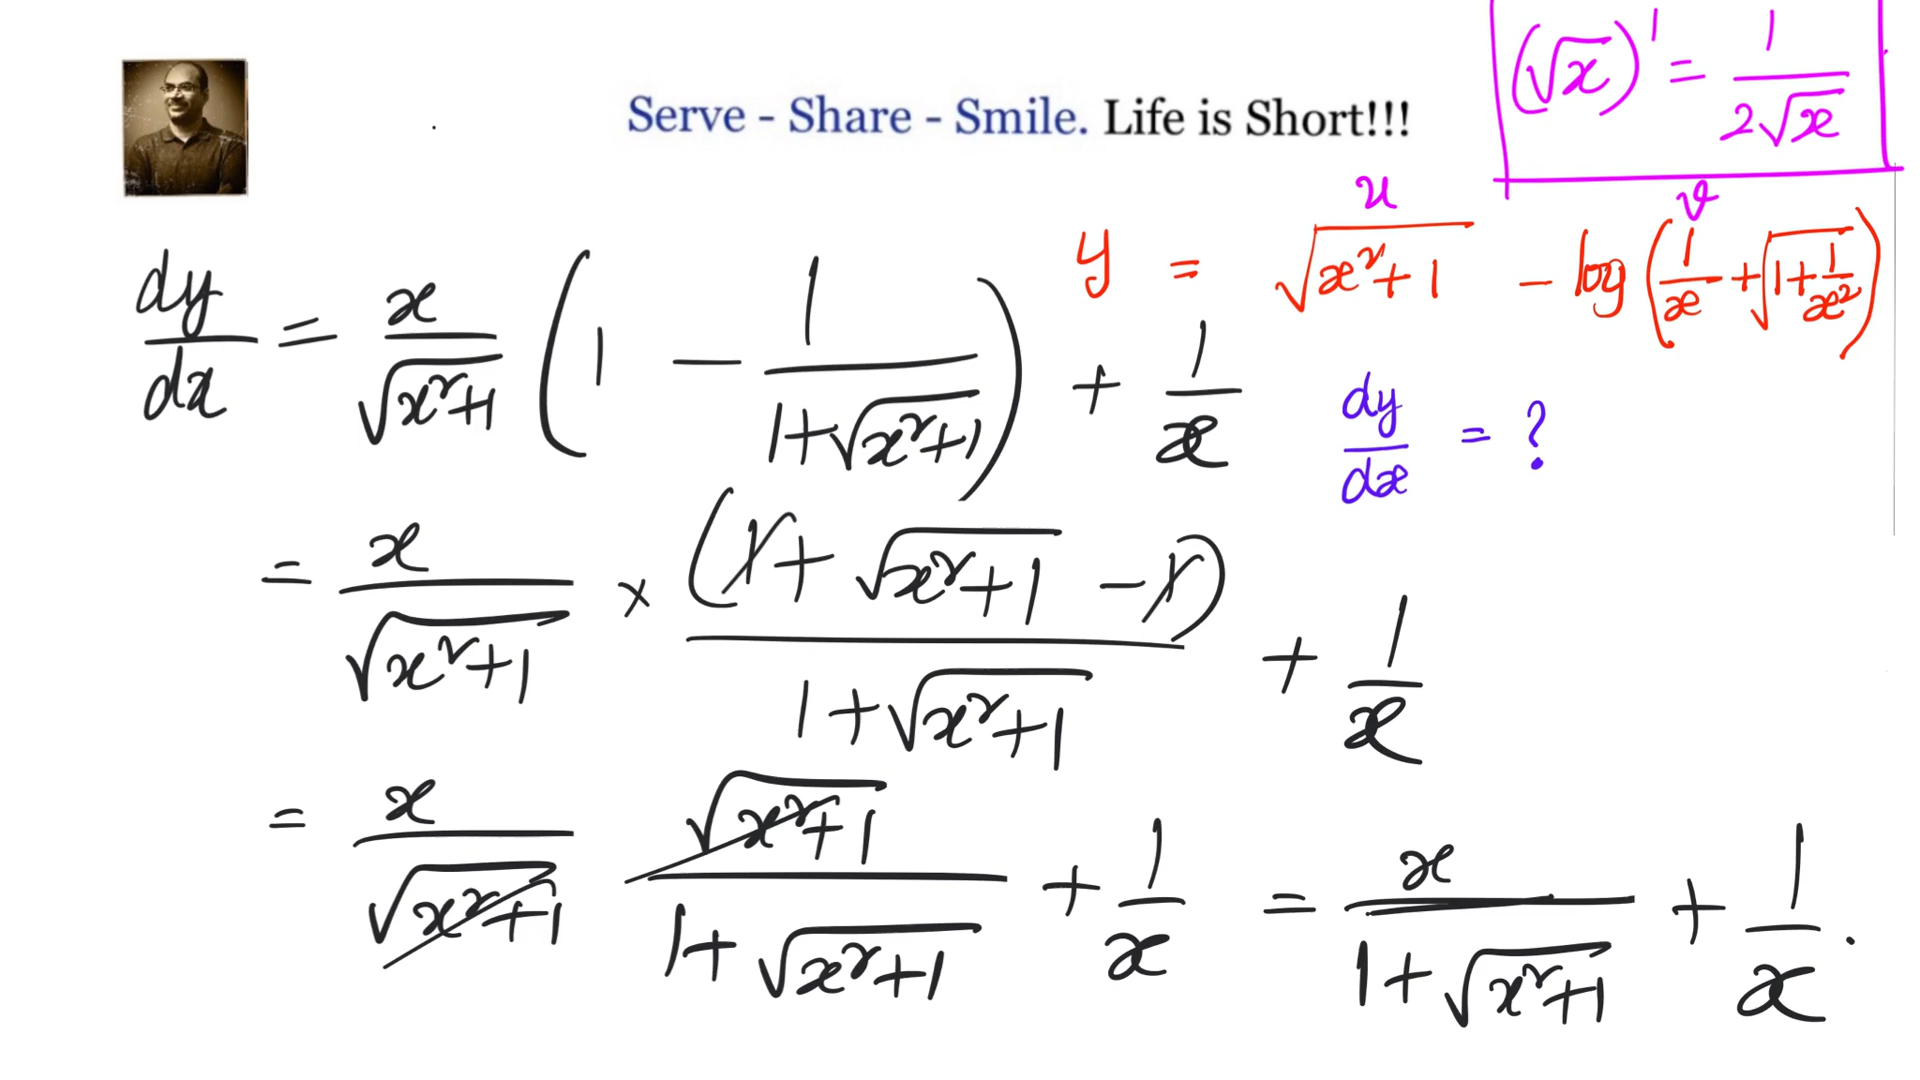 Serve - Share - Smile. Life is Short!!!
(√x)' = 1/(2√x)
u v
y = √(x²+1) - log(1/x + √(1+1/x²))
dy/dx = ?
dy/dx = x/√(x²+1) (1 - 1/(1+√(x²+1))) + 1/x
= x/√(x²+1) × (1+√(x²+1) - 1)/(1+√(x²+1)) + 1/x
= x/√(x²+1) √(x²+1)/(1+√(x²+1)) + 1/x = x/(1+√(x²+1)) + 1/x.